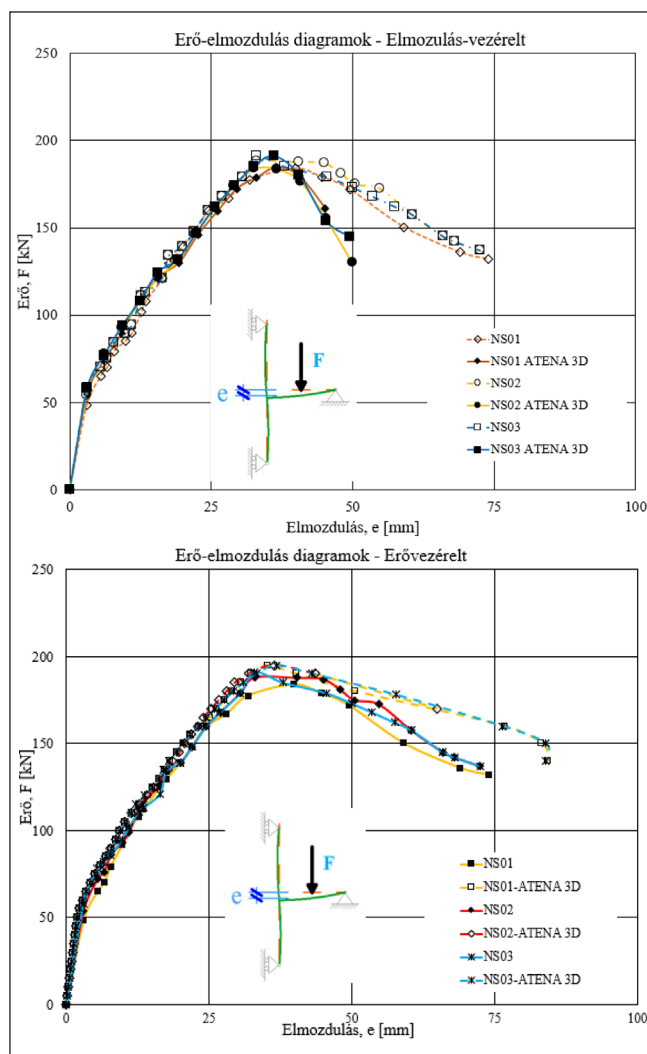 Erő-elmozdulás diagramok - Elmozulás-vezérelt
250
200
150
100
50
0
0
25
50
75
100
Erő, F [kN]
Elmozdulás, e [mm]
F
e
NS01
NS01 ATENA 3D
NS02
NS02 ATENA 3D
NS03
NS03 ATENA 3D
Erő-elmozdulás diagramok - Erővezérelt
250
200
150
100
50
0
0
25
50
75
100
Erő, F [kN]
Elmozdulás, e [mm]
F
e
NS01
NS01-ATENA 3D
NS02
NS02-ATENA 3D
NS03
NS03-ATENA 3D